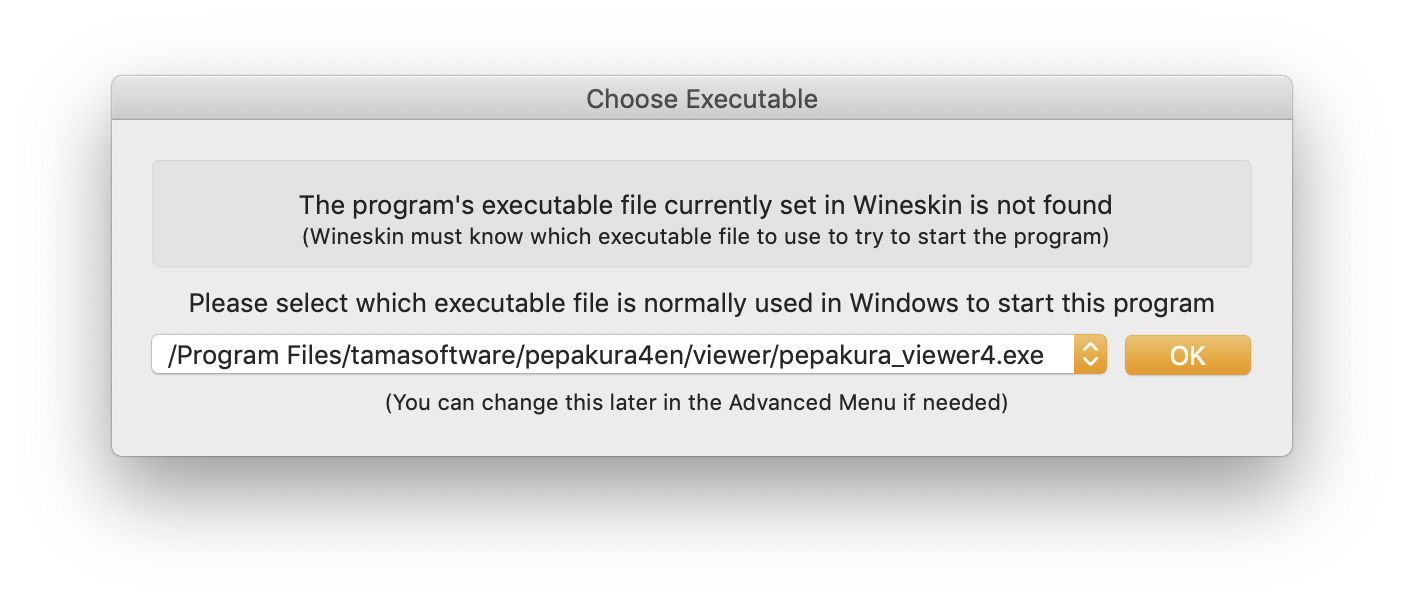 Choose Executable
The program's executable file currently set in Wineskin is not found
(Wineskin must know which executable file to use to try to start the program)
Please select which executable file is normally used in Windows to start this program
/Program Files/tamasoftware/pepakura4en/viewer/pepakura_viewer4.exe
OK
(You can change this later in the Advanced Menu if needed)